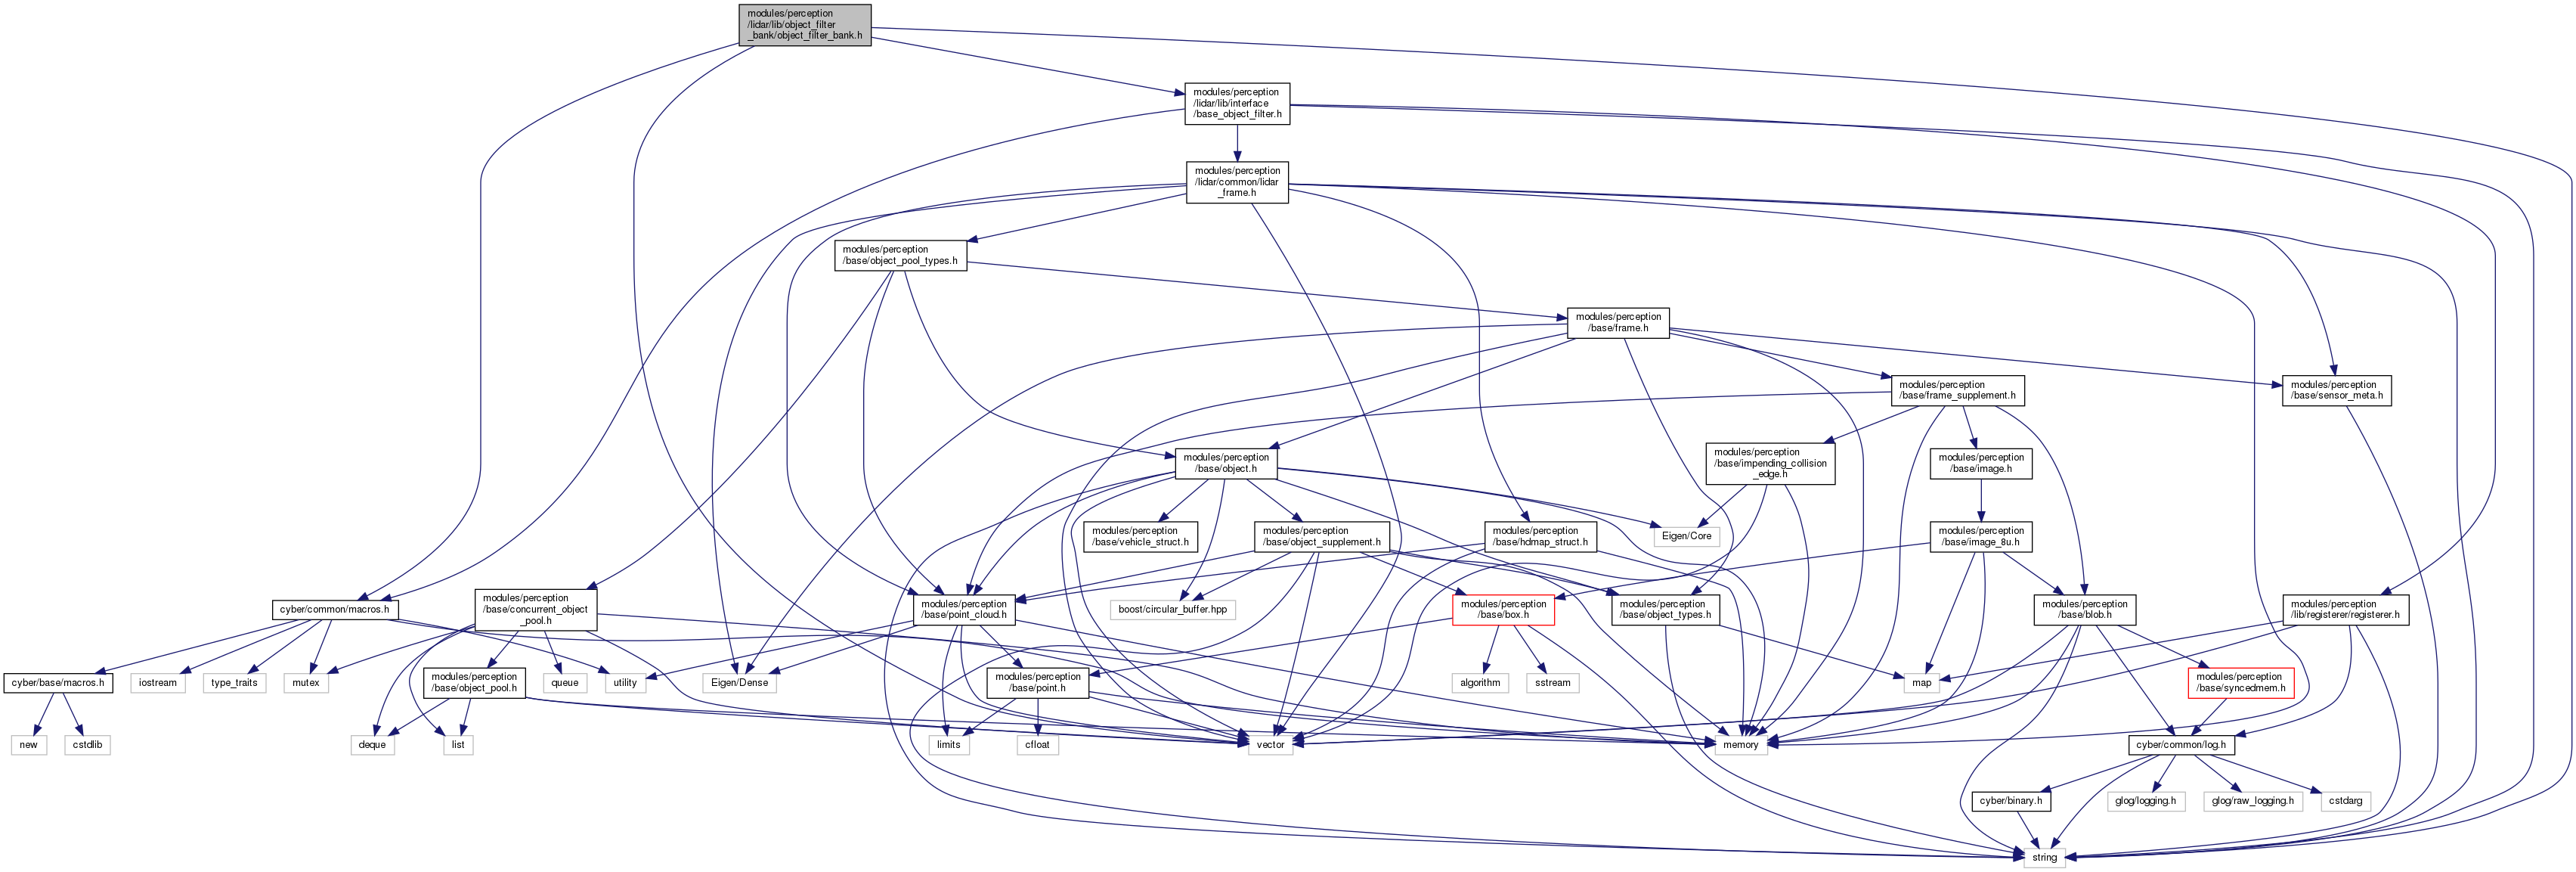 modules/perception
/lidar/lib/object_filter
_bank/object_filter_bank.h
modules/perception
/lidar/lib/interface
/base_object_filter.h
modules/perception
/lidar/common/lidar
_frame.h
modules/perception
/base/object_pool_types.h
modules/perception
/base/frame.h
modules/perception
/base/frame_supplement.h
modules/perception
/base/sensor_meta.h
modules/perception
/base/object.h
modules/perception
/base/impending_collision
_edge.h
modules/perception
/base/image.h
modules/perception
/base/vehicle_struct.h
modules/perception
/base/object_supplement.h
modules/perception
/base/hdmap_struct.h
Eigen/Core
modules/perception
/base/image_8u.h
cyber/common/macros.h
modules/perception
/base/concurrent_object
_pool.h
modules/perception
/base/point_cloud.h
boost/circular_buffer.hpp
modules/perception
/base/box.h
modules/perception
/base/object_types.h
modules/perception
/base/blob.h
modules/perception
/lib/registerer/registerer.h
cyber/base/macros.h
iostream
type_traits
mutex
modules/perception
/base/object_pool.h
queue
utility
Eigen/Dense
modules/perception
/base/point.h
algorithm
sstream
map
modules/perception
/base/syncedmem.h
new
cstdlib
deque
list
limits
cfloat
vector
memory
cyber/common/log.h
cyber/binary.h
glog/logging.h
glog/raw_logging.h
cstdarg
string